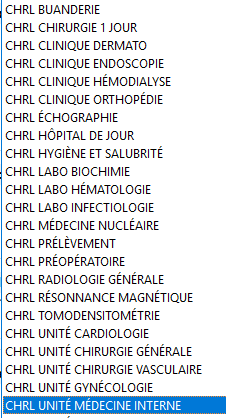 CHRL BUANDERIE
CHRL CHIRURGIE 1 JOUR
CHRL CLINIQUE DERMATO
CHRL CLINIQUE ENDOSCOPIE
CHRL CLINIQUE HÉMODIALYSE
CHRL CLINIQUE ORTHOPÉDIE
CHRL ÉCHOGRAPHIE
CHRL HÔPITAL DE JOUR
CHRL HYGIÈNE ET SALUBRITÉ
CHRL LABO BIOCHIMIE
CHRL LABO HÉMATOLOGIE
CHRL LABO INFECTIOLOGIE
CHRL MÉDECINE NUCLÉAIRE
CHRL PRÉLÈVEMENT
CHRL PRÉOPÉRATOIRE
CHRL RADIOLOGIE GÉNÉRALE
CHRL RÉSONNANCE MAGNÉTIQUE
CHRL TOMODENSITOMÉTRIE
CHRL UNITÉ CARDIOLOGIE
CHRL UNITÉ CHIRURGIE GÉNÉRALE
CHRL UNITÉ CHIRURGIE VASCULAIRE
CHRL UNITÉ GYNÉCOLOGIE
CHRL UNITÉ MÉDECINE INTERNE